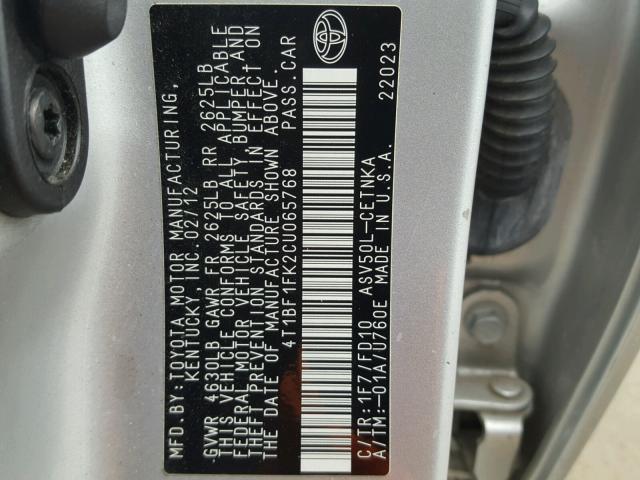 MFD. BY: TOYOTA MOTOR MANUFACTURING,
KENTUCKY, INC. 02/12
GVWR 4630LB GAWR FR 2625LB RR 2625LB
THIS VEHICLE CONFORMS TO ALL APPLICABLE
FEDERAL MOTOR VEHICLE SAFETY, BUMPER AND
THEFT PREVENTION STANDARDS IN EFFECT ON
THE DATE OF MANUFACTURE SHOWN ABOVE.
4T1BF1FK2CU065768 PASS. CAR
C/TR: 1F7/FD10 ASV50L-CETNKA
A/TM: -01A/U760E MADE IN U.S.A.
22023